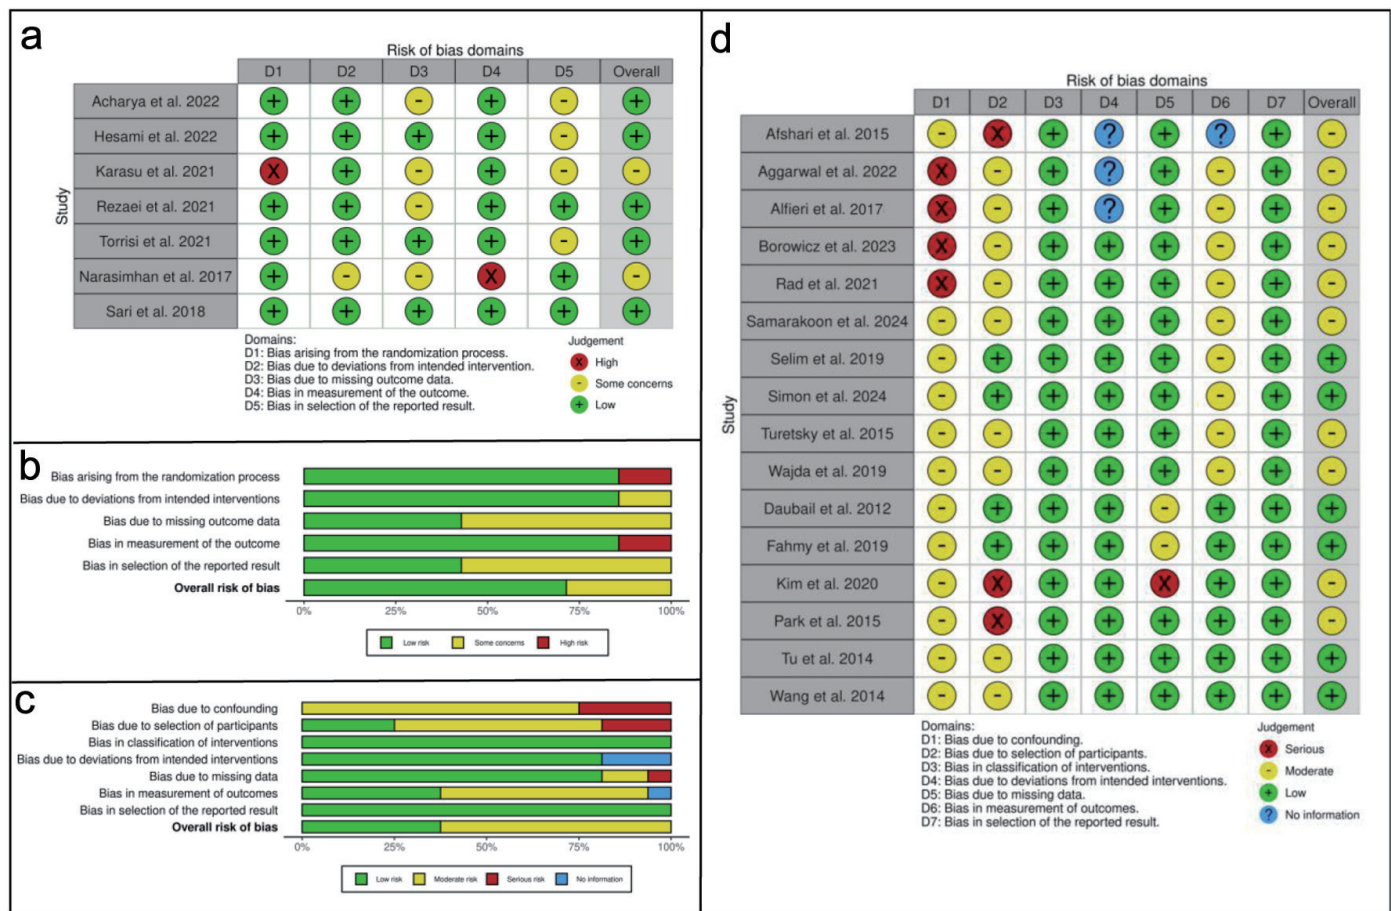 a
Risk of bias domains
D1 D2 D3 D4 D5 Overall
Study
Acharya et al. 2022 + + - + - +
Hesami et al. 2022 + + + + - +
Karasu et al. 2021 X + - + - -
Rezaei et al. 2021 + + - + + +
Torrisi et al. 2021 + + + + - +
Narasimhan et al. 2017 + - - X + -
Sari et al. 2018 + + + + + +
Domains:
D1: Bias arising from the randomization process.
D2: Bias due to deviations from intended intervention.
D3: Bias due to missing outcome data.
D4: Bias in measurement of the outcome.
D5: Bias in selection of the reported result.
Judgement
X High
- Some concerns
+ Low
b
Bias arising from the randomization process
Bias due to deviations from intended interventions
Bias due to missing outcome data
Bias in measurement of the outcome
Bias in selection of the reported result
Overall risk of bias
0% 25% 50% 75% 100%
Low risk Some concerns High risk
c
Bias due to confounding
Bias due to selection of participants
Bias in classification of interventions
Bias due to deviations from intended interventions
Bias due to missing data
Bias in measurement of outcomes
Bias in selection of the reported result
Overall risk of bias
0% 25% 50% 75% 100%
Low risk Moderate risk Serious risk No information
d
Risk of bias domains
D1 D2 D3 D4 D5 D6 D7 Overall
Study
Afshari et al. 2015 - X + ? + ? + -
Aggarwal et al. 2022 X - + ? + - + -
Alfieri et al. 2017 X - + ? + - + -
Borowicz et al. 2023 X - + + + - + -
Rad et al. 2021 X - + + + - + -
Samarakoon et al. 2024 - - + + + - + -
Selim et al. 2019 - + + + + - + +
Simon et al. 2024 - + + + + - + +
Turetsky et al. 2015 - - + + + - + -
Wajda et al. 2019 - - + + + - + -
Daubail et al. 2012 - + + + - + + +
Fahmy et al. 2019 - + + + - + + +
Kim et al. 2020 - X + + X + + -
Park et al. 2015 - X + + + + + -
Tu et al. 2014 - - + + + + + +
Wang et al. 2014 - - + + + + + +
Domains:
D1: Bias due to confounding.
D2: Bias due to selection of participants.
D3: Bias in classification of interventions.
D4: Bias due to deviations from intended interventions.
D5: Bias due to missing data.
D6: Bias in measurement of outcomes.
D7: Bias in selection of the reported result.
Judgement
X Serious
- Moderate
+ Low
? No information